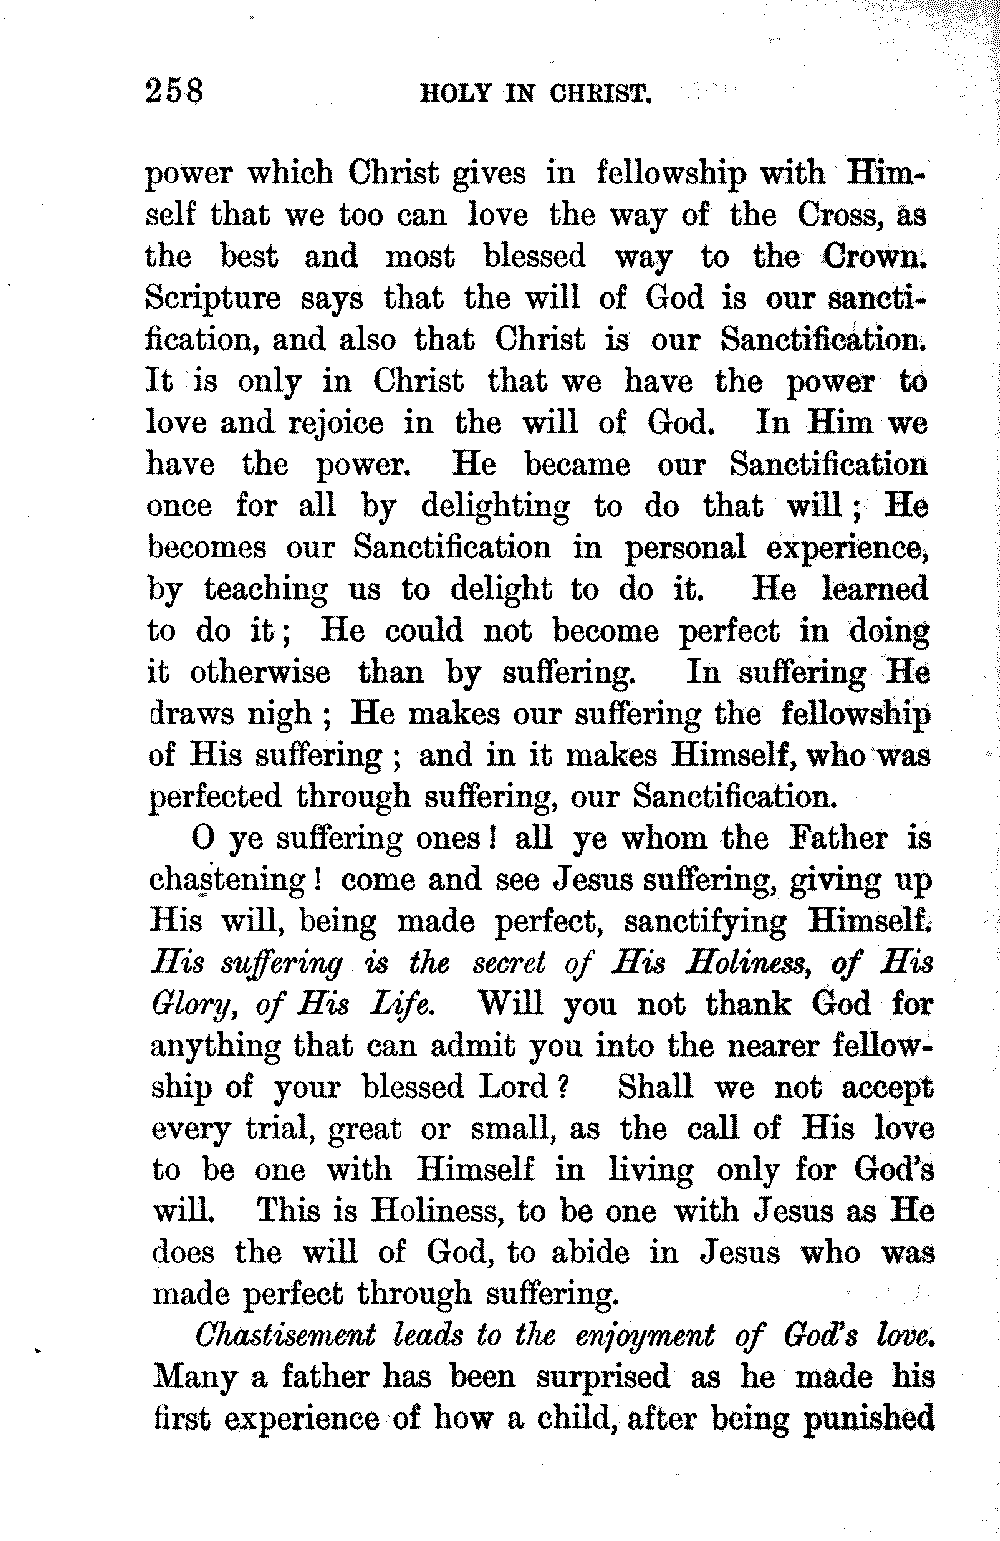 258 HOLY IN CHRIST.
power which Christ gives in fellowship with Him-
self that we too can love the way of the Cross, as
the best and most blessed way to the Crown.
Scripture says that the will of God is our sancti-
fication, and also that Christ is our Sanctification.
It is only in Christ that we have the power to
love and rejoice in the will of God. In Him we
have the power. He became our Sanctification
once for all by delighting to do that will ; He
becomes our Sanctification in personal experience,
by teaching us to delight to do it. He learned
to do it ; He could not become perfect in doing
it otherwise than by suffering. In suffering He
draws nigh ; He makes our suffering the fellowship
of His suffering ; and in it makes Himself, who was
perfected through suffering, our Sanctification.
O ye suffering ones ! all ye whom the Father is
chastening ! come and see Jesus suffering, giving up
His will, being made perfect, sanctifying Himself.
His suffering is the secret of His Holiness, of His
Glory, of His Life. Will you not thank God for
anything that can admit you into the nearer fellow-
ship of your blessed Lord ? Shall we not accept
every trial, great or small, as the call of His love
to be one with Himself in living only for God's
will. This is Holiness, to be one with Jesus as He
does the will of God, to abide in Jesus who was
made perfect through suffering.
Chastisement leads to the enjoyment of God's love.
Many a father has been surprised as he made his
first experience of how a child, after being punished